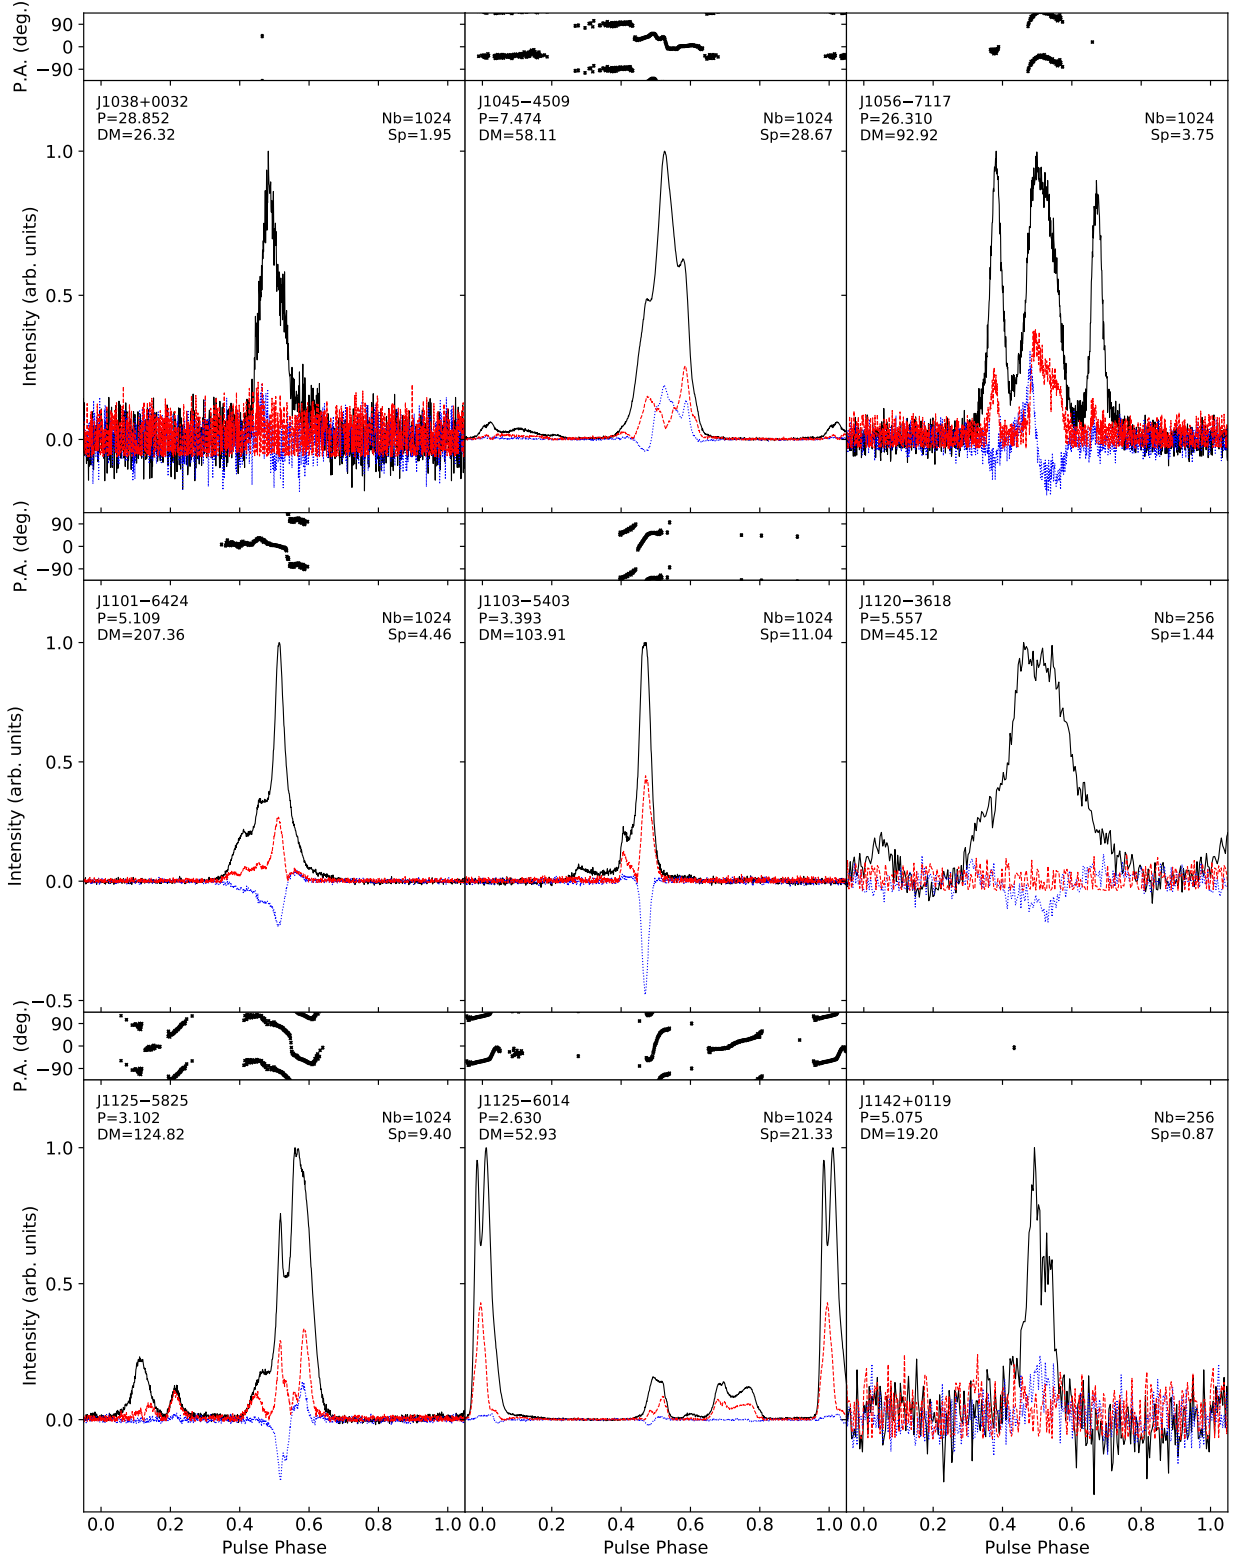 P.A. (deg.)
90
0
−90
J1038+0032
P=28.852
DM=26.32
Nb=1024
Sp=1.95
J1045−4509
P=7.474
DM=58.11
Nb=1024
Sp=28.67
J1056−7117
P=26.310
DM=92.92
Nb=1024
Sp=3.75
Intensity (arb. units)
1.0
0.5
0.0
P.A. (deg.)
90
0
−90
J1101−6424
P=5.109
DM=207.36
Nb=1024
Sp=4.46
J1103−5403
P=3.393
DM=103.91
Nb=1024
Sp=11.04
J1120−3618
P=5.557
DM=45.12
Nb=256
Sp=1.44
Intensity (arb. units)
1.0
0.5
0.0
−0.5
P.A. (deg.)
90
0
−90
J1125−5825
P=3.102
DM=124.82
Nb=1024
Sp=9.40
J1125−6014
P=2.630
DM=52.93
Nb=1024
Sp=21.33
J1142+0119
P=5.075
DM=19.20
Nb=256
Sp=0.87
Intensity (arb. units)
1.0
0.5
0.0
0.0 0.2 0.4 0.6 0.8 1.0
0.0 0.2 0.4 0.6 0.8 1.0
0.0 0.2 0.4 0.6 0.8 1.0
Pulse Phase
Pulse Phase
Pulse Phase